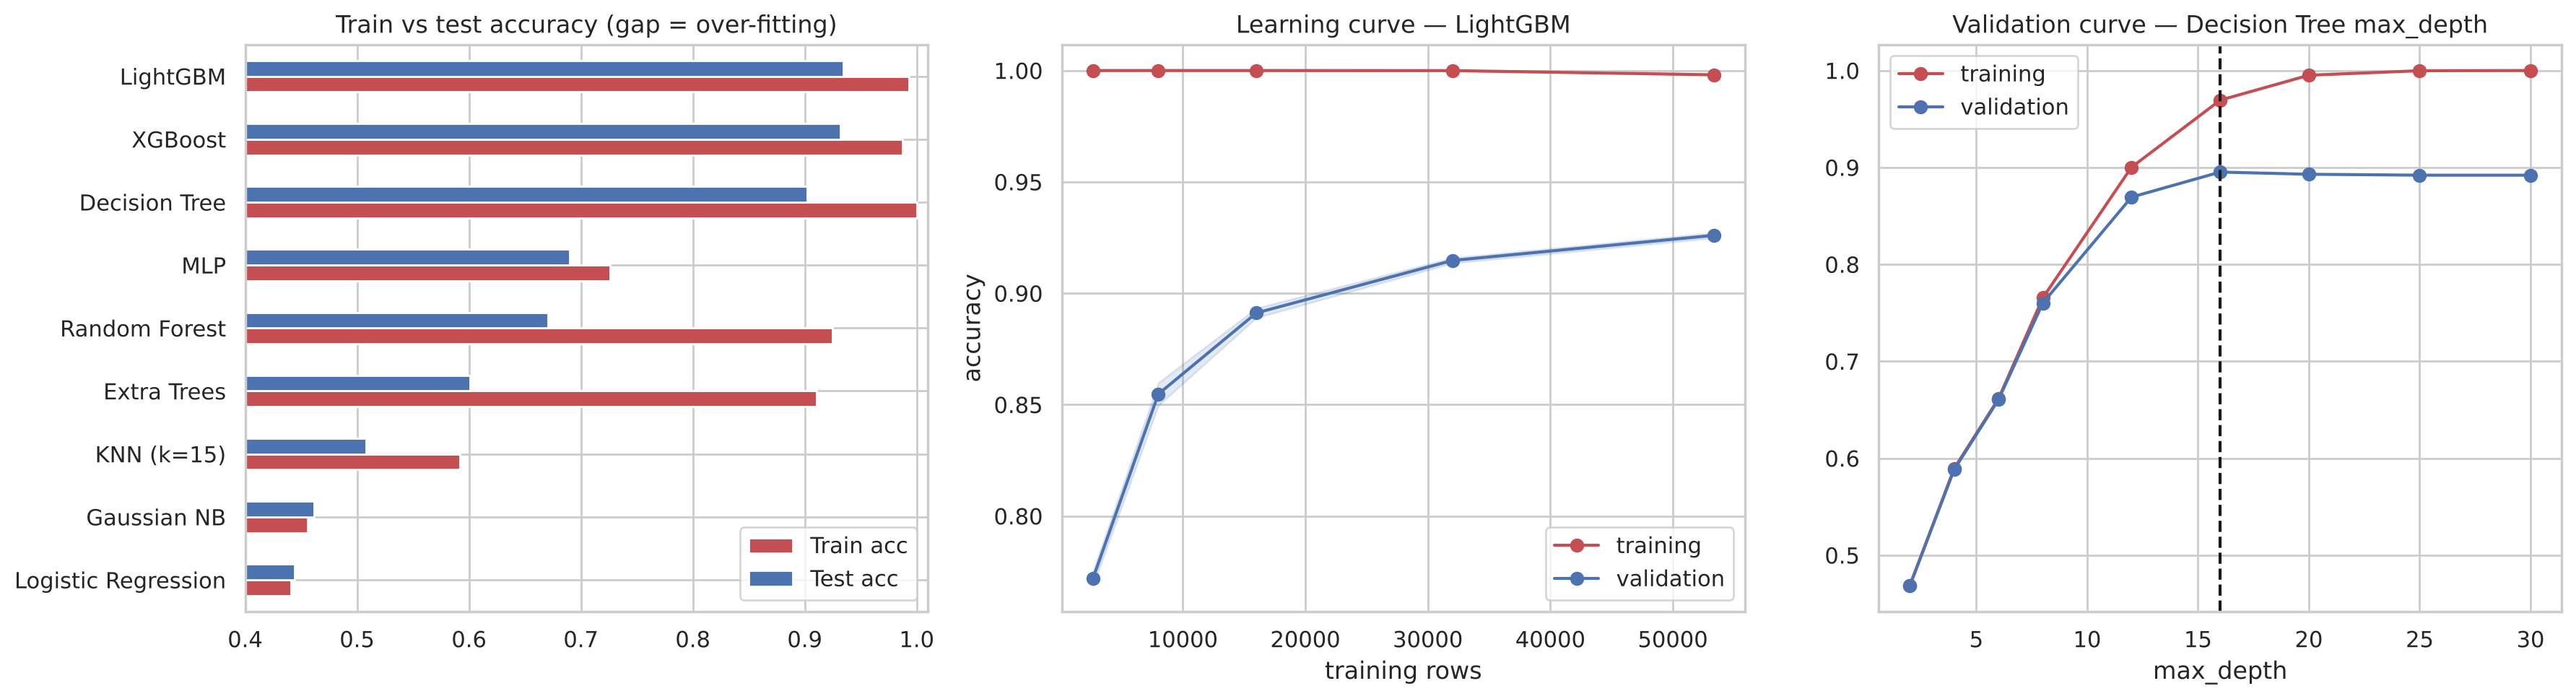 Train vs test accuracy (gap = over-fitting)
LightGBM
XGBoost
Decision Tree
MLP
Random Forest
Extra Trees
KNN (k=15)
Gaussian NB
Logistic Regression
Train acc
Test acc
0.4 0.5 0.6 0.7 0.8 0.9 1.0
Learning curve — LightGBM
accuracy
1.00
0.95
0.90
0.85
0.80
training
validation
10000 20000 30000 40000 50000
training rows
Validation curve — Decision Tree max_depth
training
validation
1.0
0.9
0.8
0.7
0.6
0.5
5 10 15 20 25 30
max_depth